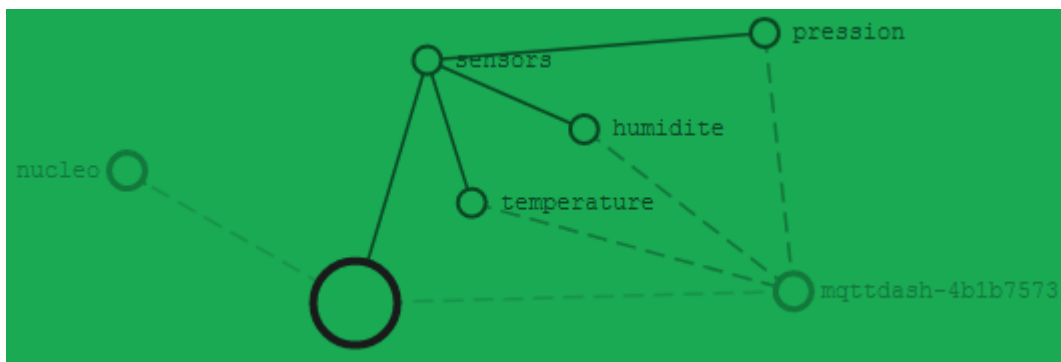 pression
sensors
humidite
nucleo
temperature
mqttdash-4b1b7573